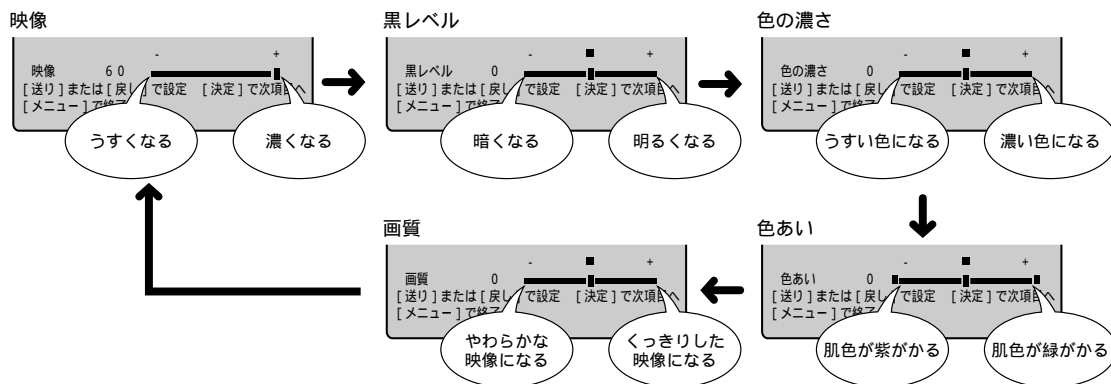 映像
- +
映像 60
[送り]または[戻し]で設定 [決定]で次項目へ
[メニュー]で終了
うすくなる
濃くなる
黒レベル
- +
黒レベル 0
[送り]または[戻し]で設定 [決定]で次項目へ
[メニュー]で終了
暗くなる
明るくなる
色の濃さ
- +
色の濃さ 0
[送り]または[戻し]で設定 [決定]で次項目へ
[メニュー]で終了
うすい色になる
濃い色になる
色あい
- +
色あい 0
[送り]または[戻し]で設定 [決定]で次項目へ
[メニュー]で終了
肌色が紫がかる
肌色が緑がかる
画質
- +
画質 0
[送り]または[戻し]で設定 [決定]で次項目へ
[メニュー]で終了
やわらかな
映像になる
くっきりした
映像になる